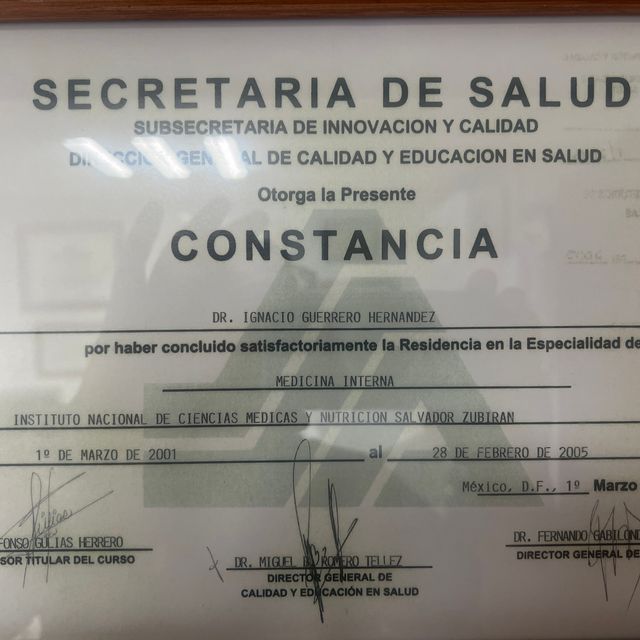 SECRETARIA DE SALUD
SUBSECRETARIA DE INNOVACION Y CALIDAD
DIRECCION GENERAL DE CALIDAD Y EDUCACION EN SALUD
Otorga la Presente
CONSTANCIA
DR. IGNACIO GUERRERO HERNANDEZ
por haber concluido satisfactoriamente la Residencia en la Especialidad de
MEDICINA INTERNA
INSTITUTO NACIONAL DE CIENCIAS MEDICAS Y NUTRICION SALVADOR ZUBIRAN
1º DE MARZO DE 2001 al 28 DE FEBRERO DE 2005
México, D.F., 1º Marzo
FONSO GULIAS HERRERO
SOR TITULAR DEL CURSO
DR. MIGUEL ROMERO TELLEZ
DIRECTOR GENERAL DE
CALIDAD Y EDUCACIÓN EN SALUD
DR. FERNANDO GABILOND
DIRECTOR GENERAL DE